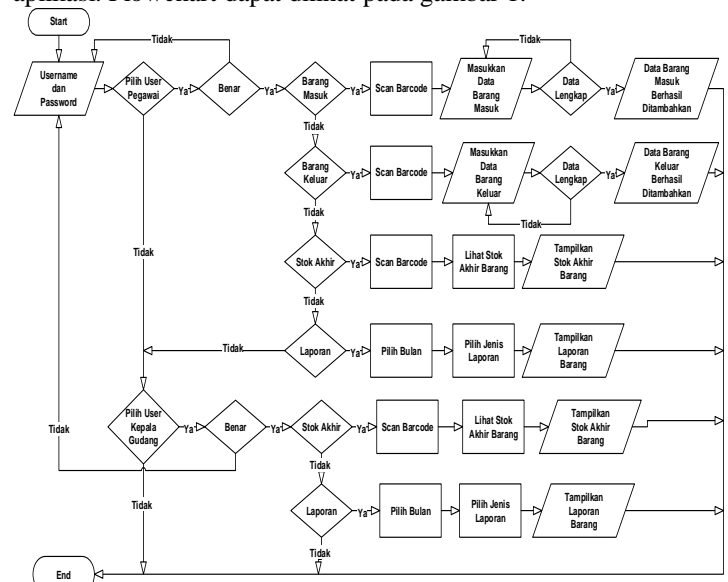 aplikasi. Flowchart dapat dilihat pada gambar 1.
Start
Tidak
Tidak
Username
dan
Password
Pilih User
Pegawai
Ya
Benar
Ya
Barang
Masuk
Ya
Scan Barcode
Masukkan
Data
Barang
Masuk
Data
Lengkap
Ya
Data Barang
Masuk
Berhasil
Ditambahkan
Tidak
Barang
Keluar
Ya
Scan Barcode
Masukkan
Data
Barang
Keluar
Data
Lengkap
Ya
Data Barang
Keluar
Berhasil
Ditambahkan
Tidak
Tidak
Tidak
Stok Akhir
Ya
Scan Barcode
Lihat Stok
Akhir Barang
Tampilkan
Stok Akhir
Barang
Tidak
Tidak
Laporan
Ya
Pilih Bulan
Pilih Jenis
Laporan
Tampilkan
Laporan
Barang
Tidak
Pilih User
Kepala
Gudang
Ya
Benar
Ya
Stok Akhir
Ya
Scan Barcode
Lihat Stok
Akhir Barang
Tampilkan
Stok Akhir
Barang
Tidak
Tidak
Laporan
Ya
Pilih Bulan
Pilih Jenis
Laporan
Tampilkan
Laporan
Barang
Tidak
End